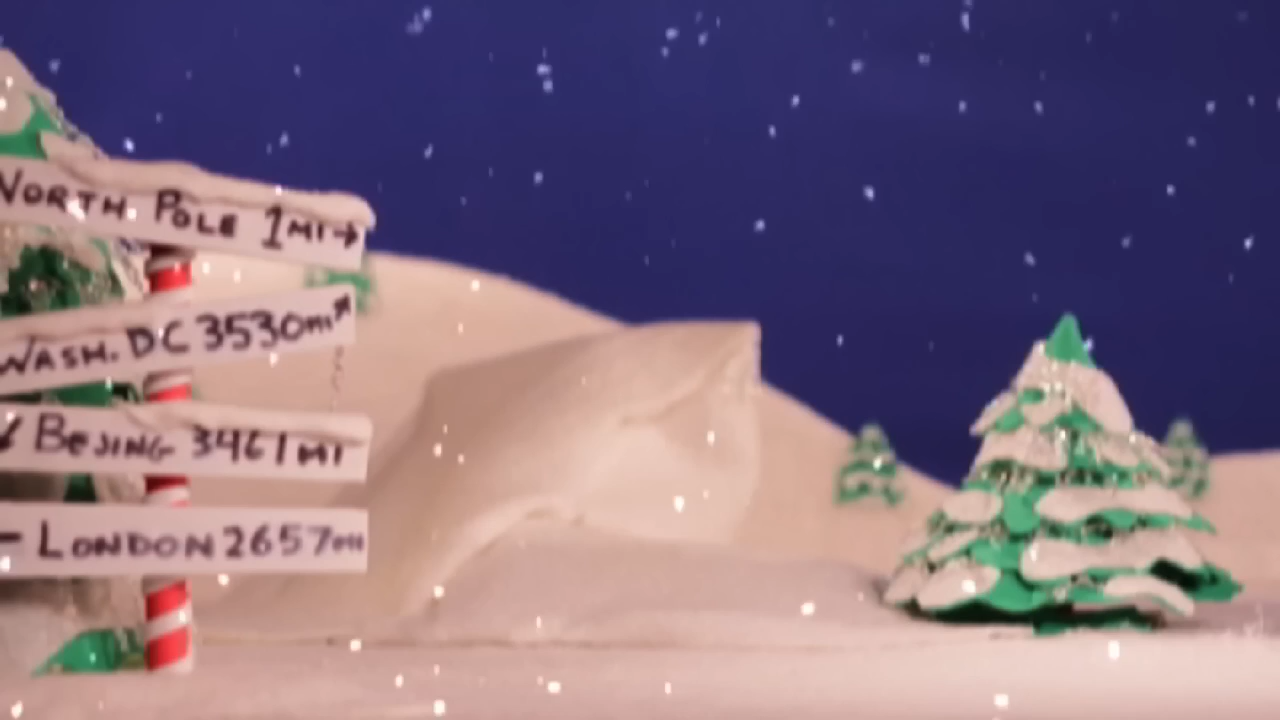 NORTH. POLE 1MI→
WASH. DC 3530mi
BEJING 3461MI
LONDON 2657mi